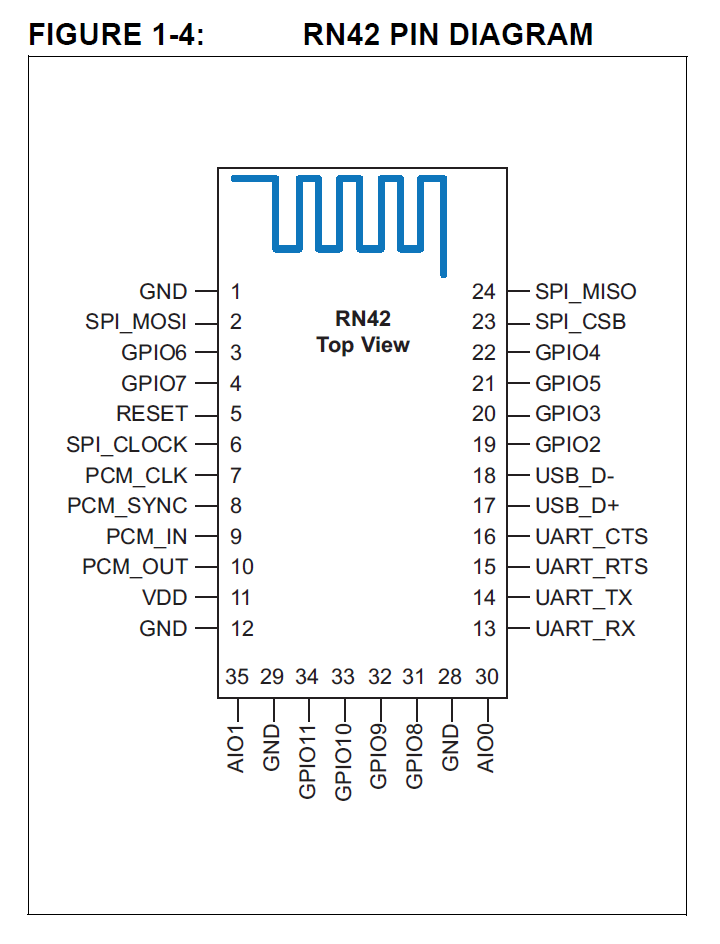 FIGURE 1-4: RN42 PIN DIAGRAM
RN42
Top View
GND 1 24 SPI_MISO
SPI_MOSI 2 23 SPI_CSB
GPIO6 3 22 GPIO4
GPIO7 4 21 GPIO5
RESET 5 20 GPIO3
SPI_CLOCK 6 19 GPIO2
PCM_CLK 7 18 USB_D-
PCM_SYNC 8 17 USB_D+
PCM_IN 9 16 UART_CTS
PCM_OUT 10 15 UART_RTS
VDD 11 14 UART_TX
GND 12 13 UART_RX
35 29 34 33 32 31 28 30
AIO1 GND GPIO11 GPIO10 GPIO9 GPIO8 GND AIO0